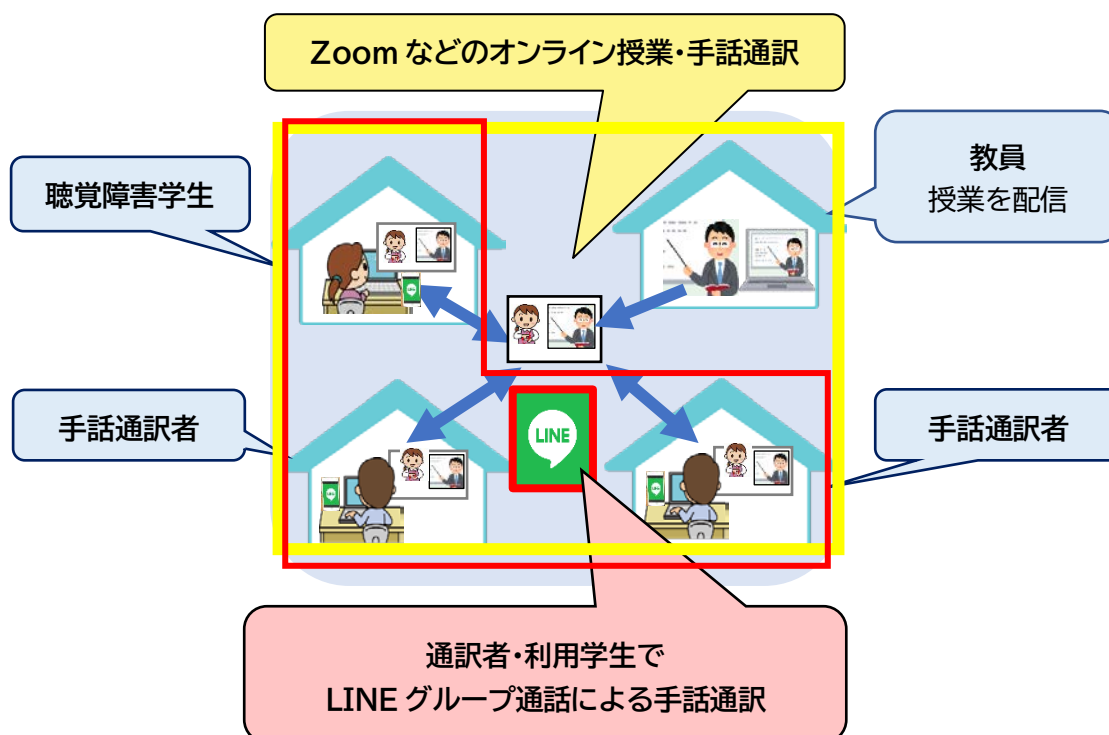 Zoom などのオンライン授業・手話通訳
聴覚障害学生
教員
授業を配信
手話通訳者
LINE
手話通訳者
通訳者・利用学生で
LINE グループ通話による手話通訳